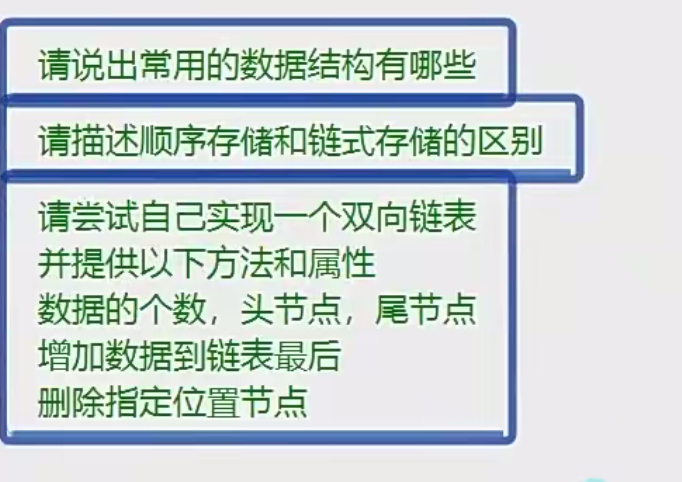 请说出常用的数据结构有哪些
请描述顺序存储和链式存储的区别
请尝试自己实现一个双向链表
并提供以下方法和属性
数据的个数，头节点，尾节点
增加数据到链表最后
删除指定位置节点